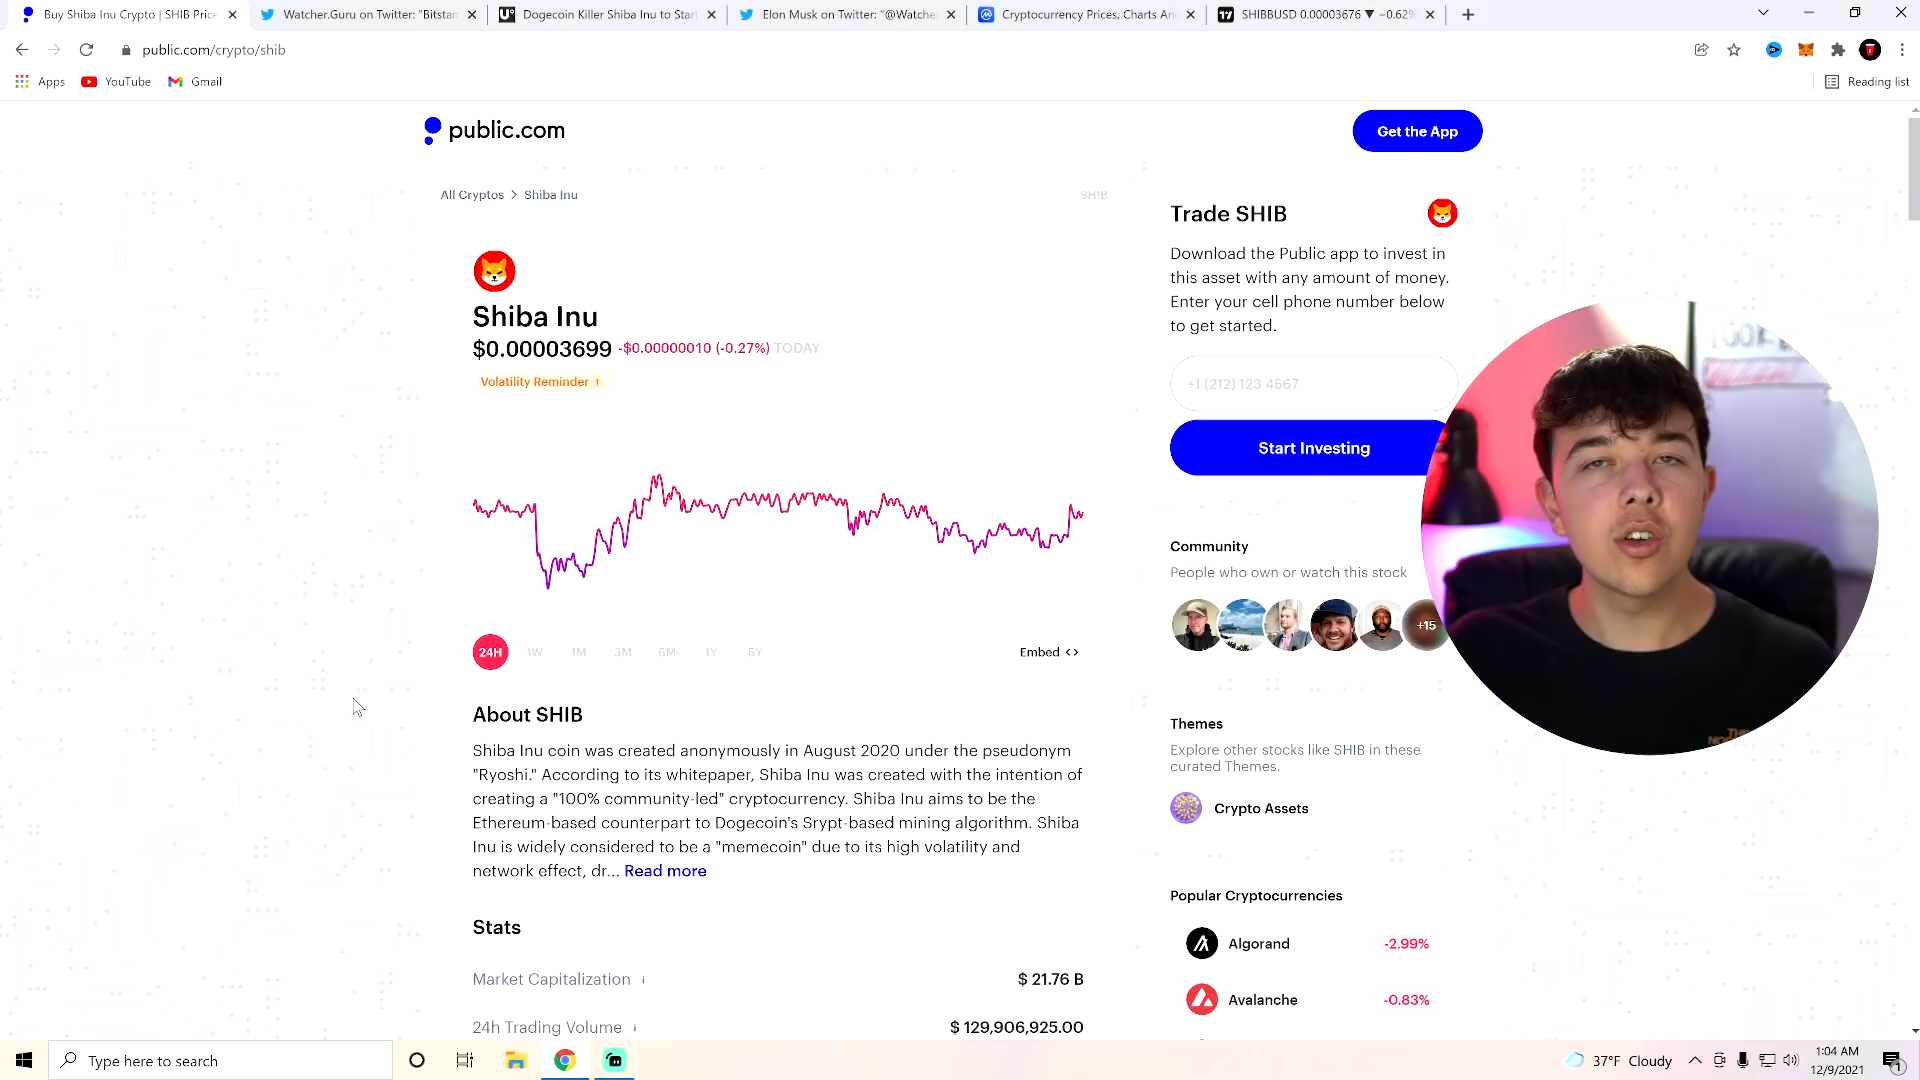 Buy Shiba Inu Crypto | SHIB Price
Watcher.Guru on Twitter: "Bitstan
Dogecoin Killer Shiba Inu to Start
Elon Musk on Twitter: "@Watche
Cryptocurrency Prices, Charts An
SHIBBUSD 0.00003676 ▼ −0.62%
public.com/crypto/shib
Apps
YouTube
Gmail
Reading list
public.com
Get the App
All Cryptos > Shiba Inu
SHIB
Shiba Inu
$0.00003699 -$0.00000010 (-0.27%) TODAY
Volatility Reminder !
24H 1W 1M 3M 6M 1Y 5Y
Embed <>
About SHIB
Shiba Inu coin was created anonymously in August 2020 under the pseudonym
"Ryoshi." According to its whitepaper, Shiba Inu was created with the intention of
creating a "100% community-led" cryptocurrency. Shiba Inu aims to be the
Ethereum-based counterpart to Dogecoin's Srypt-based mining algorithm. Shiba
Inu is widely considered to be a "memecoin" due to its high volatility and
network effect, dr... Read more
Stats
Market Capitalization i $ 21.76 B
24h Trading Volume i $ 129,906,925.00
Trade SHIB
Download the Public app to invest in
this asset with any amount of money.
Enter your cell phone number below
to get started.
+1 (212) 123 4567
Start Investing
Community
People who own or watch this stock
+15
Themes
Explore other stocks like SHIB in these
curated Themes.
Crypto Assets
Popular Cryptocurrencies
Algorand -2.99%
Avalanche -0.83%
Type here to search
37°F Cloudy
1:04 AM
12/9/2021
1